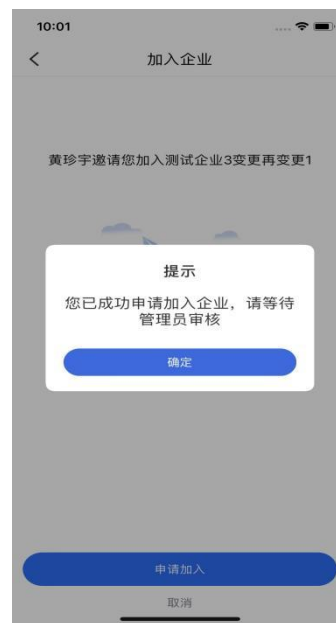 10:01
加入企业
黄珍宇邀请您加入测试企业3变更再变更1
提示
您已成功申请加入企业，请等待
管理员审核
确定
申请加入
取消